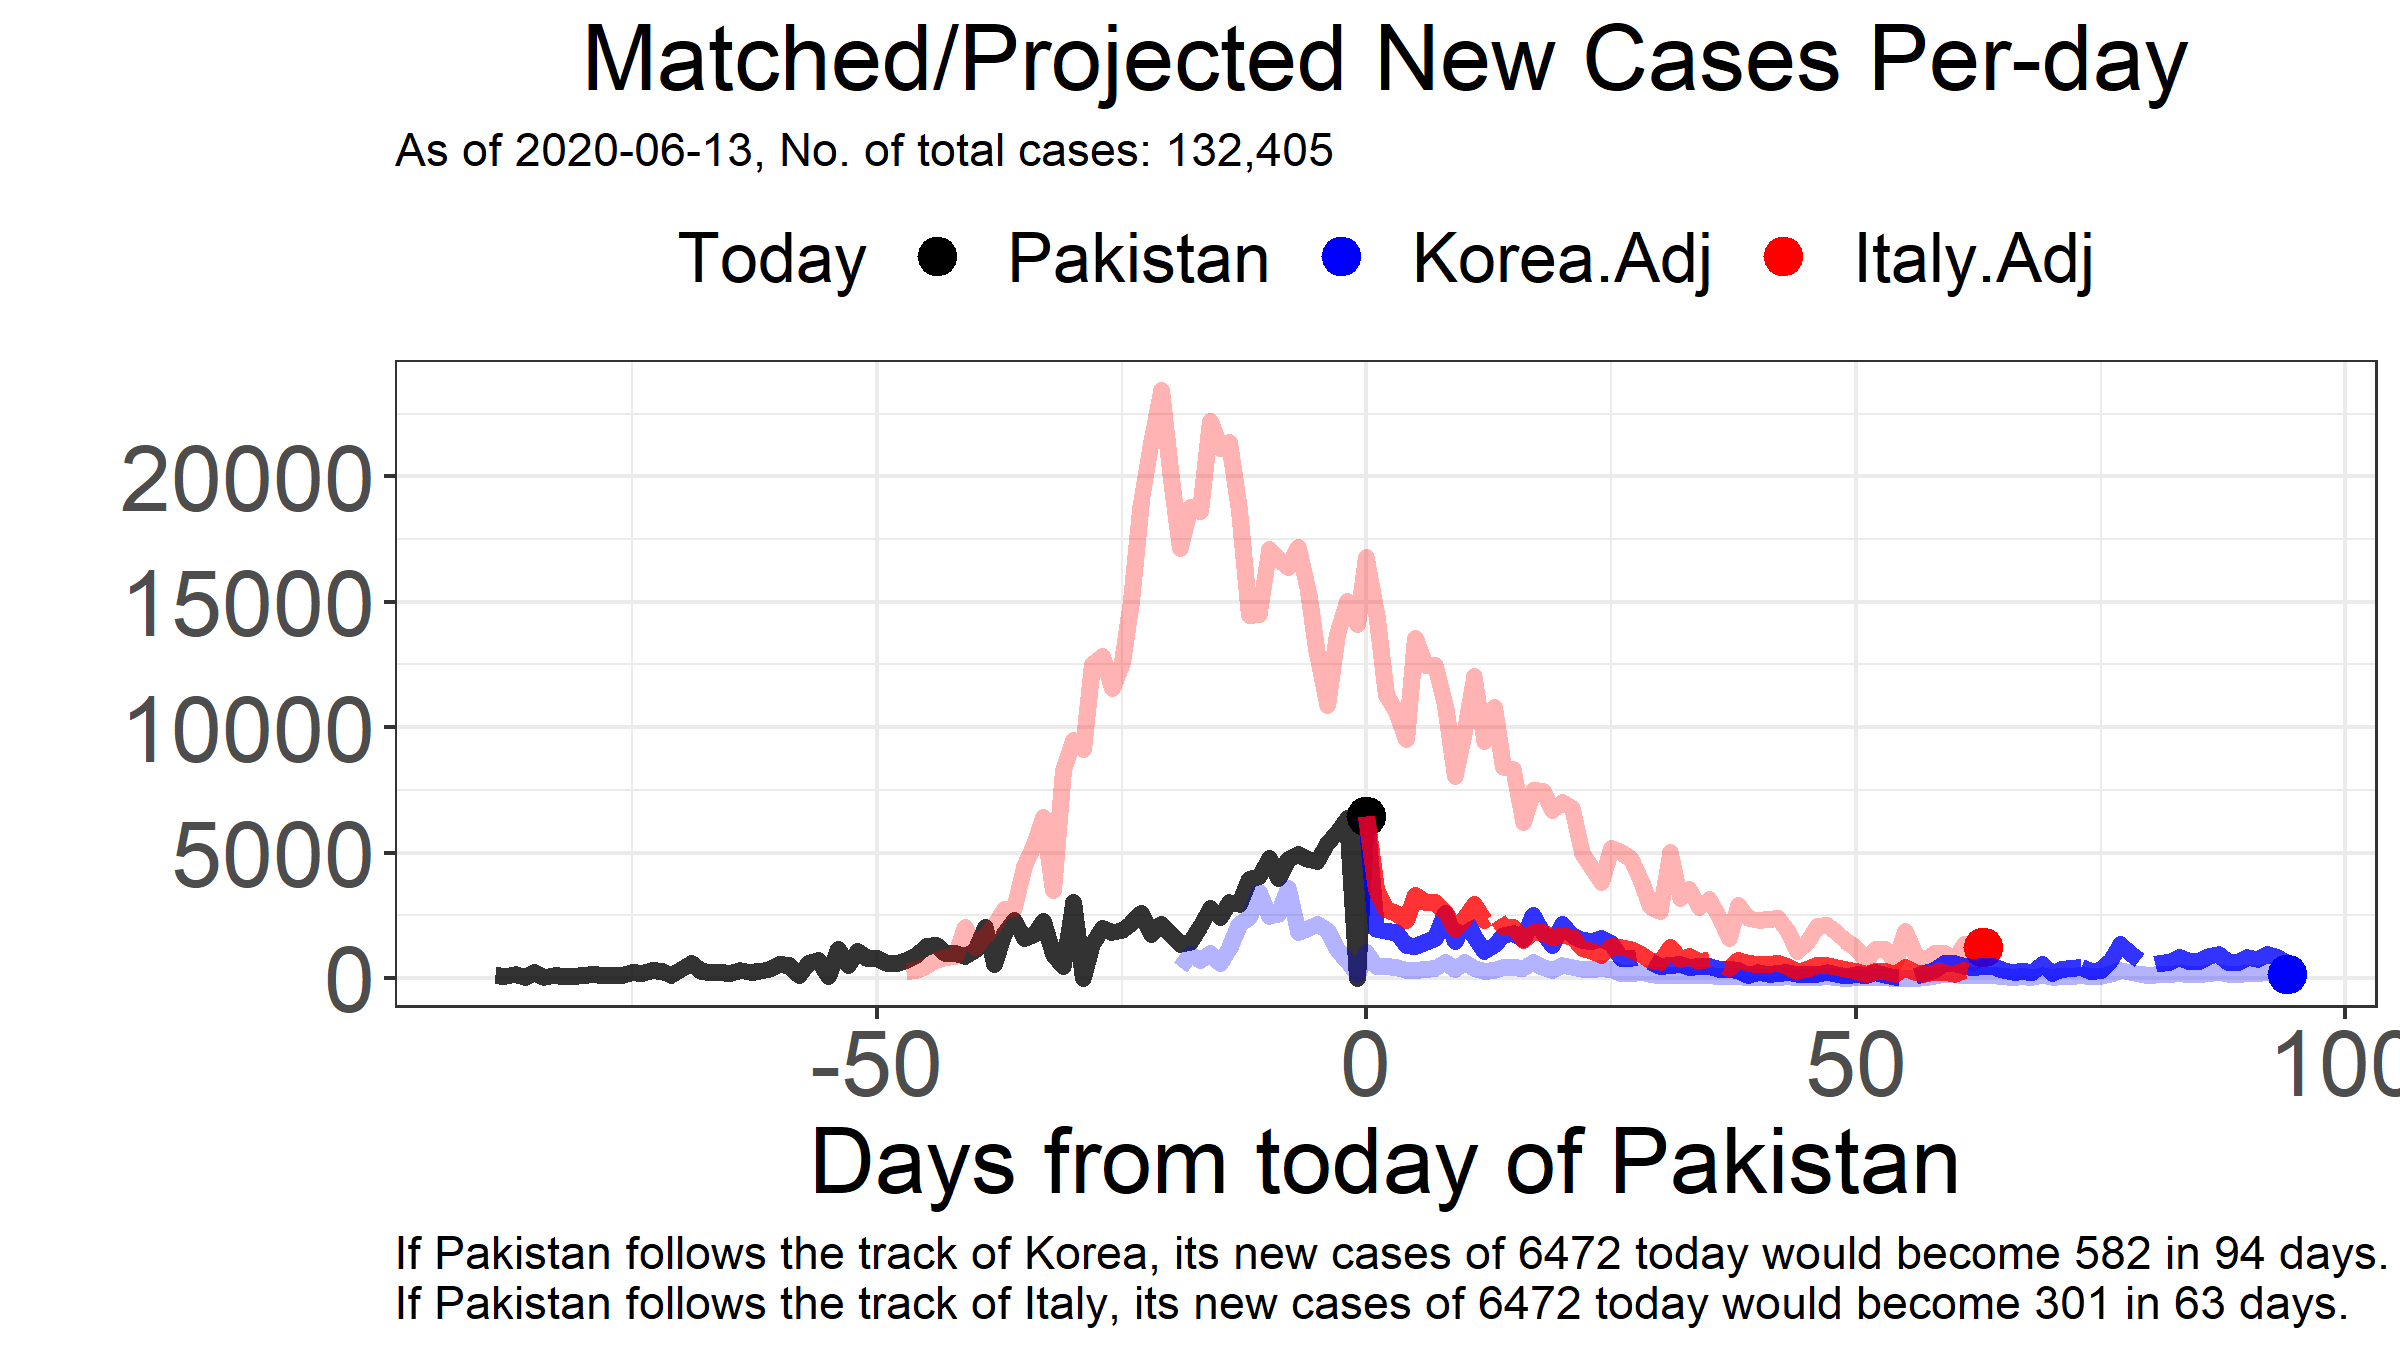 Matched/Projected New Cases Per-day
As of 2020-06-13, No. of total cases: 132,405
Today Pakistan Korea.Adj Italy.Adj
20000
15000
10000
5000
0
-50 0 50 100
Days from today of Pakistan
If Pakistan follows the track of Korea, its new cases of 6472 today would become 582 in 94 days.
If Pakistan follows the track of Italy, its new cases of 6472 today would become 301 in 63 days.